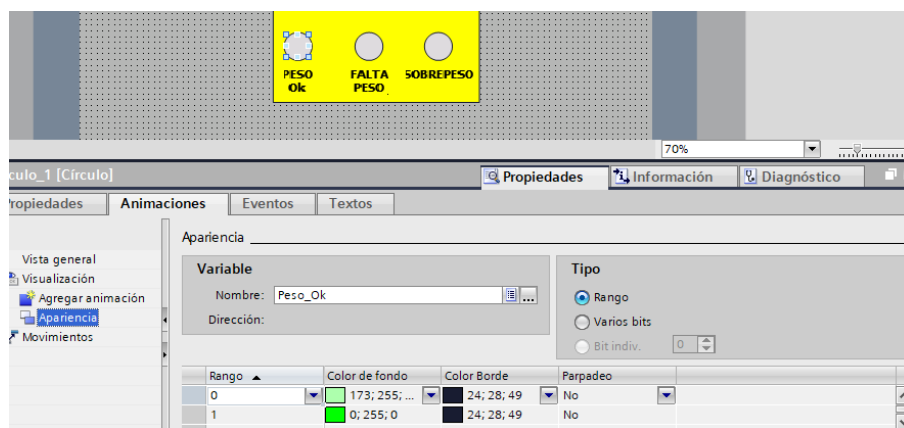 PESO FALTA SOBREPESO
Ok PESO
70%
culo_1 [Círculo] Propiedades Información Diagnóstico
Propiedades Animaciones Eventos Textos
Apariencia
Vista general
Visualización
Agregar animación
Apariencia
Movimientos
Variable
Nombre: Peso_Ok
Dirección:
Tipo
Rango
Varios bits
Bit indiv. 0
Rango Color de fondo Color Borde Parpadeo
0 173; 255; ... 24; 28; 49 No
1 0; 255; 0 24; 28; 49 No